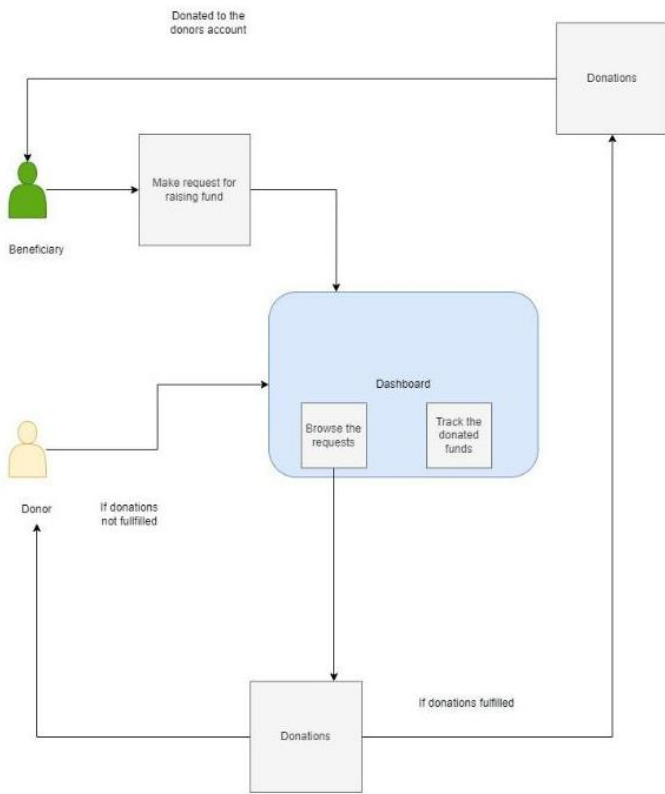 Donated to the
donors account
Donations
Make request for
raising fund
Beneficiary
Dashboard
Browse the
requests
Track the
donated
funds
Donor
If donations
not fullfilled
If donations fulfilled
Donations